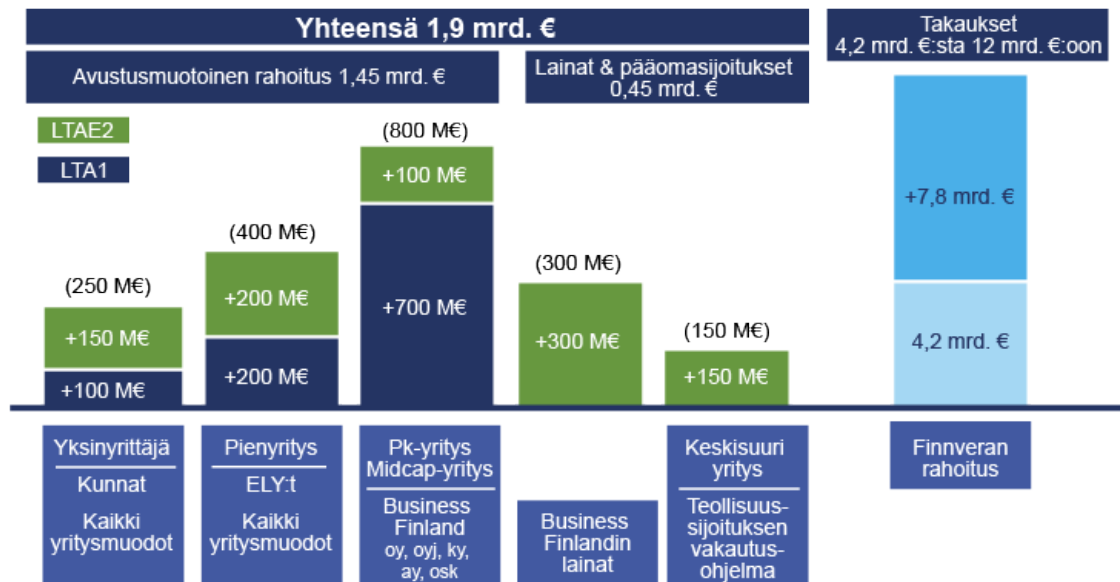 Yhteensä 1,9 mrd. €
Avustusmuotoinen rahoitus 1,45 mrd. €
Lainat & pääomasijoitukset
0,45 mrd. €
Takaukset
4,2 mrd. €:sta 12 mrd. €:oon
LTAE2
LTA1
(250 M€)
+150 M€
+100 M€
(400 M€)
+200 M€
+200 M€
(800 M€)
+100 M€
+700 M€
(300 M€)
+300 M€
(150 M€)
+150 M€
+7,8 mrd. €
4,2 mrd. €
Yksinyrittäjä
Kunnat
Kaikki
yritysmuodot
Pienyritys
ELY:t
Kaikki
yritysmuodot
Pk-yritys
Midcap-yritys
Business
Finland
oy, oyj, ky,
ay, osk
Business
Finlandin
lainat
Keskisuuri
yritys
Teollisuus-
sijoituksen
vakautus-
ohjelma
Finnveran
rahoitus